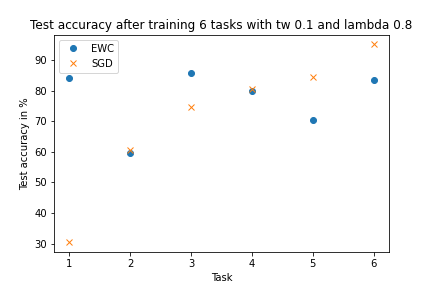 Test accuracy after training 6 tasks with tw 0.1 and lambda 0.8
EWC
SGD
90
80
70
60
50
40
30
Test accuracy in %
1 2 3 4 5 6
Task